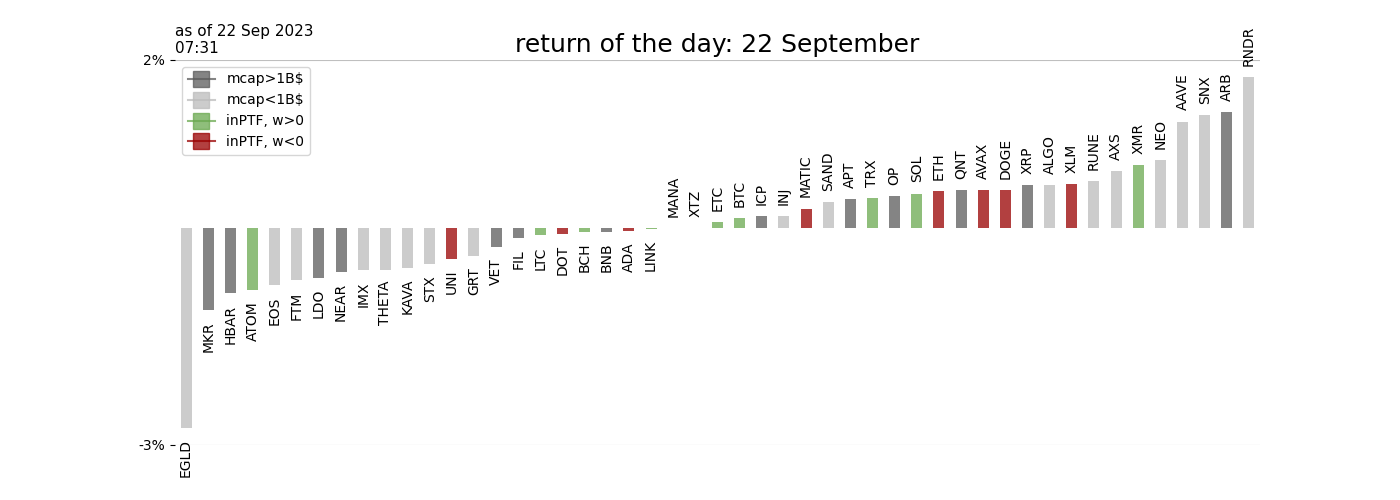 as of 22 Sep 2023
07:31
return of the day: 22 September
2%
-3%
mcap>1B$
mcap<1B$
inPTF, w>0
inPTF, w<0
EGLD
MKR
HBAR
ATOM
EOS
FTM
LDO
NEAR
IMX
THETA
KAVA
STX
UNI
GRT
VET
FIL
LTC
DOT
BCH
BNB
ADA
LINK
MANA
XTZ
ETC
BTC
ICP
INJ
MATIC
SAND
APT
TRX
OP
SOL
ETH
QNT
AVAX
DOGE
XRP
ALGO
XLM
RUNE
AXS
XMR
NEO
AAVE
SNX
ARB
RNDR